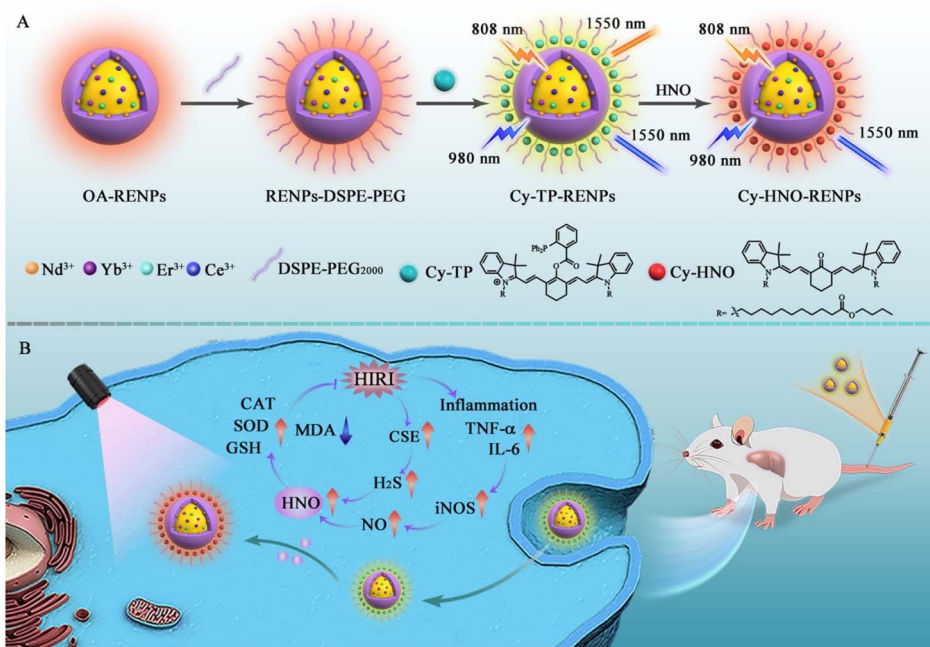 A
808 nm
1550 nm
808 nm
HNO
1550 nm
980 nm
1550 nm
980 nm
OA-RENPs
RENPs-DSPE-PEG
Cy-TP-RENPs
Cy-HNO-RENPs
Nd³⁺
Yb³⁺
Er³⁺
Ce³⁺
DSPE-PEG₂₀₀₀
Cy-TP
Ph₂P
O
O
N
⊕
R
N
R
Cy-HNO
O
N
R
N
R
R=
O
O
B
HIRI
CAT
SOD
GSH
MDA
CSE
Inflammation
TNF-α
IL-6
H₂S
HNO
NO
iNOS